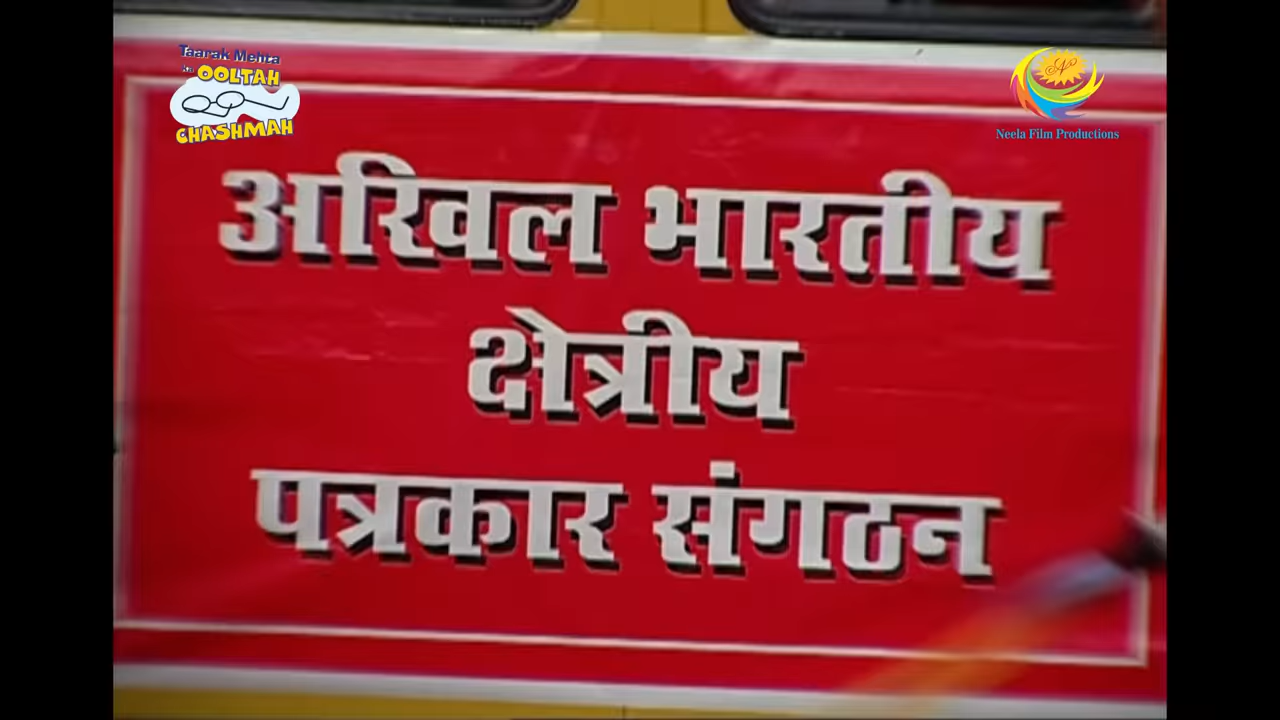 Taarak Mehta
ka OOLTAH
CHASHMAH
Neela Film Productions
अखिल भारतीय
क्षेत्रीय
पत्रकार संगठन